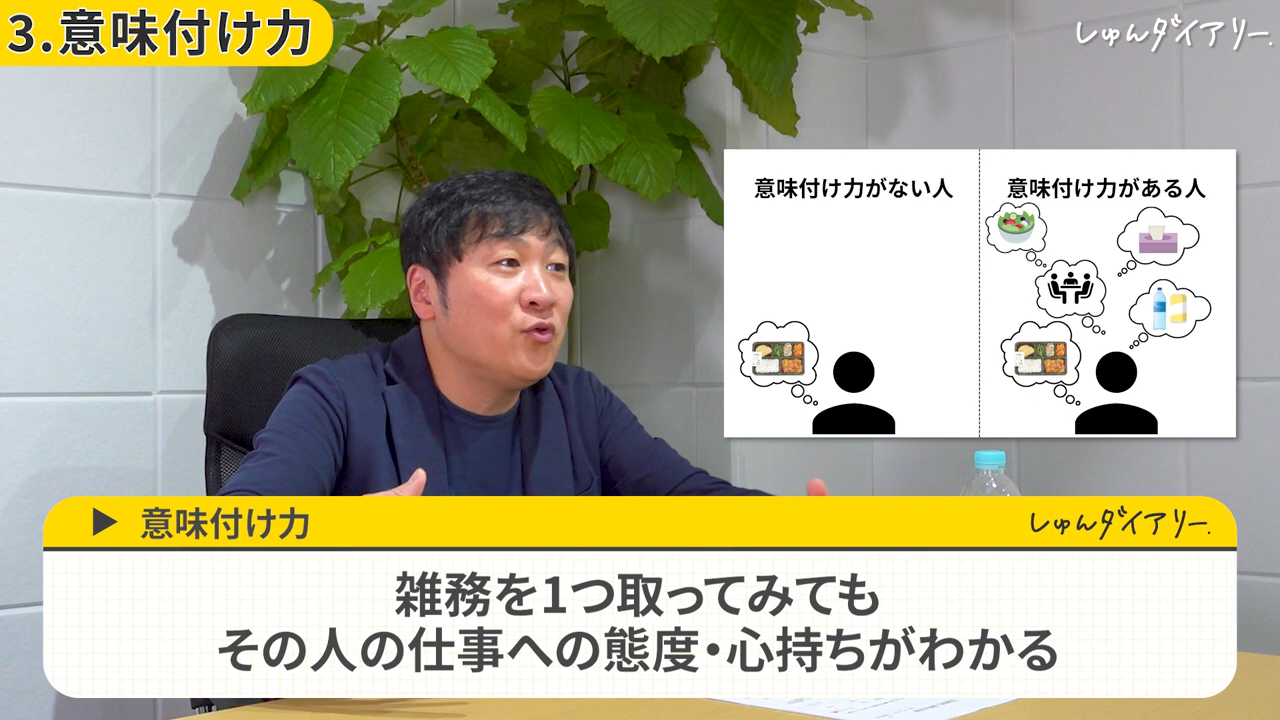 3.意味付け力
しゅんダイアリー.
意味付け力がない人
意味付け力がある人
▶ 意味付け力
しゅんダイアリー.
雑務を1つ取ってみても
その人の仕事への態度・心持ちがわかる